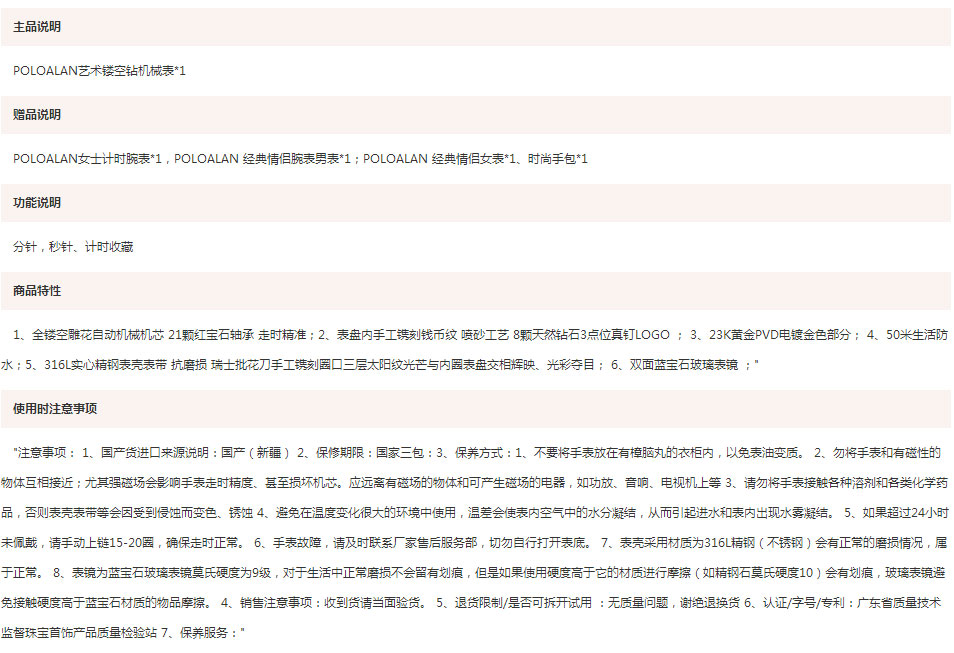 主品说明
POLOALAN艺术镂空钻机械表*1
赠品说明
POLOALAN女士计时腕表*1，POLOALAN 经典情侣腕表男表*1；POLOALAN 经典情侣女表*1、时尚手包*1
功能说明
分针，秒针、计时收藏
商品特性
1、全镂空雕花自动机械机芯 21颗红宝石轴承 走时精准；2、表盘内手工镌刻钱币纹 喷砂工艺 8颗天然钻石3点位真钉LOGO ； 3、23K黄金PVD电镀金色部分； 4、50米生活防
水；5、316L实心精钢表壳表带 抗磨损 瑞士批花刀手工镌刻圈口三层太阳纹光芒与内圈表盘交相辉映、光彩夺目； 6、双面蓝宝石玻璃表镜 ；"
使用时注意事项
"注意事项： 1、国产货进口来源说明：国产（新疆） 2、保修期限：国家三包；3、保养方式：1、不要将手表放在有樟脑丸的衣柜内，以免表油变质。 2、勿将手表和有磁性的
物体互相接近；尤其强磁场会影响手表走时精度、甚至损坏机芯。应远离有磁场的物体和可产生磁场的电器，如功放、音响、电视机上等 3、请勿将手表接触各种溶剂和各类化学药
品，否则表壳表带等会因受到侵蚀而变色、锈蚀 4、避免在温度变化很大的环境中使用，温差会使表内空气中的水分凝结，从而引起进水和表内出现水雾凝结。 5、如果超过24小时
未佩戴，请手动上链15-20圈，确保走时正常。 6、手表故障，请及时联系厂家售后服务部，切勿自行打开表底。 7、表壳采用材质为316L精钢（不锈钢）会有正常的磨损情况，属
于正常。 8、表镜为蓝宝石玻璃表镜莫氏硬度为9级，对于生活中正常磨损不会留有划痕，但是如果使用硬度高于它的材质进行摩擦（如精钢石莫氏硬度10）会有划痕，玻璃表镜避
免接触硬度高于蓝宝石材质的物品摩擦。 4、销售注意事项：收到货请当面验货。 5、退货限制/是否可拆开试用 ：无质量问题，谢绝退换货 6、认证/字号/专利：广东省质量技术
监督珠宝首饰产品质量检验站 7、保养服务："